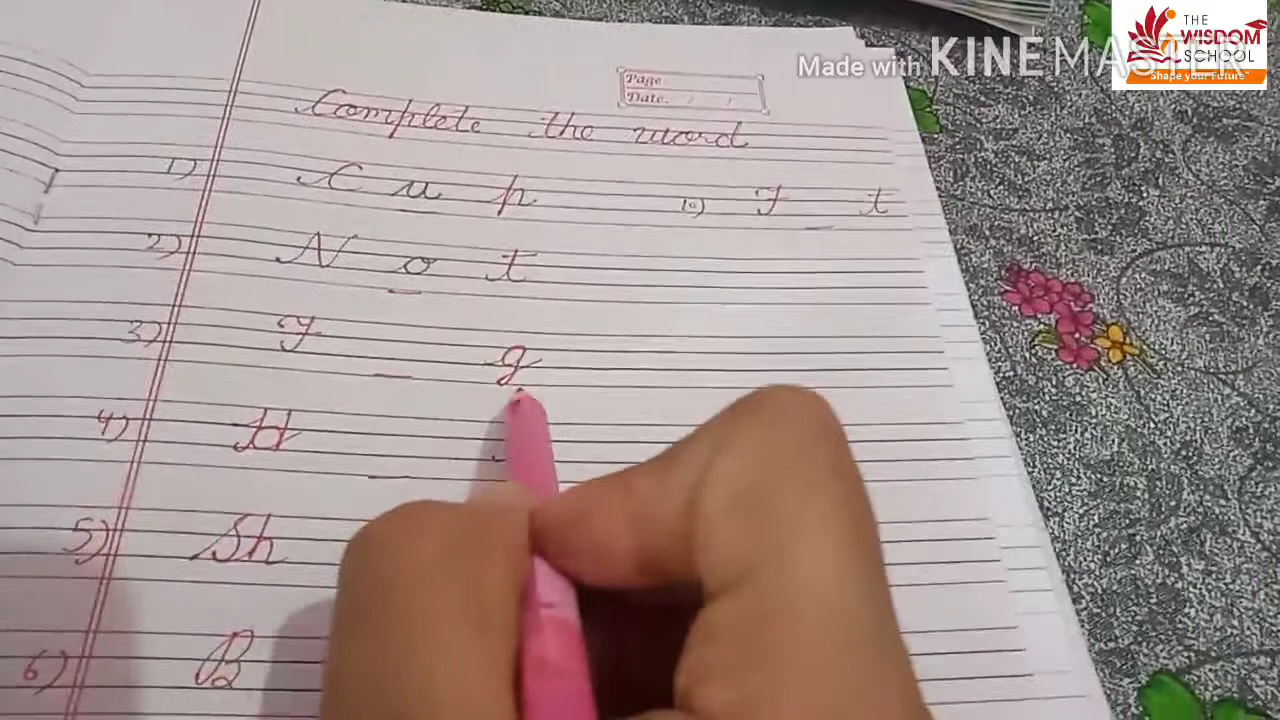 Made with KINEMASTER
THE
WISDOM
SCHOOL
"Shape your Future"
Page
Date. / /
Complete the word
1) C u p
10) F _ t
2) N o t
3) F _ g
4) H _
5) Sh
6) B